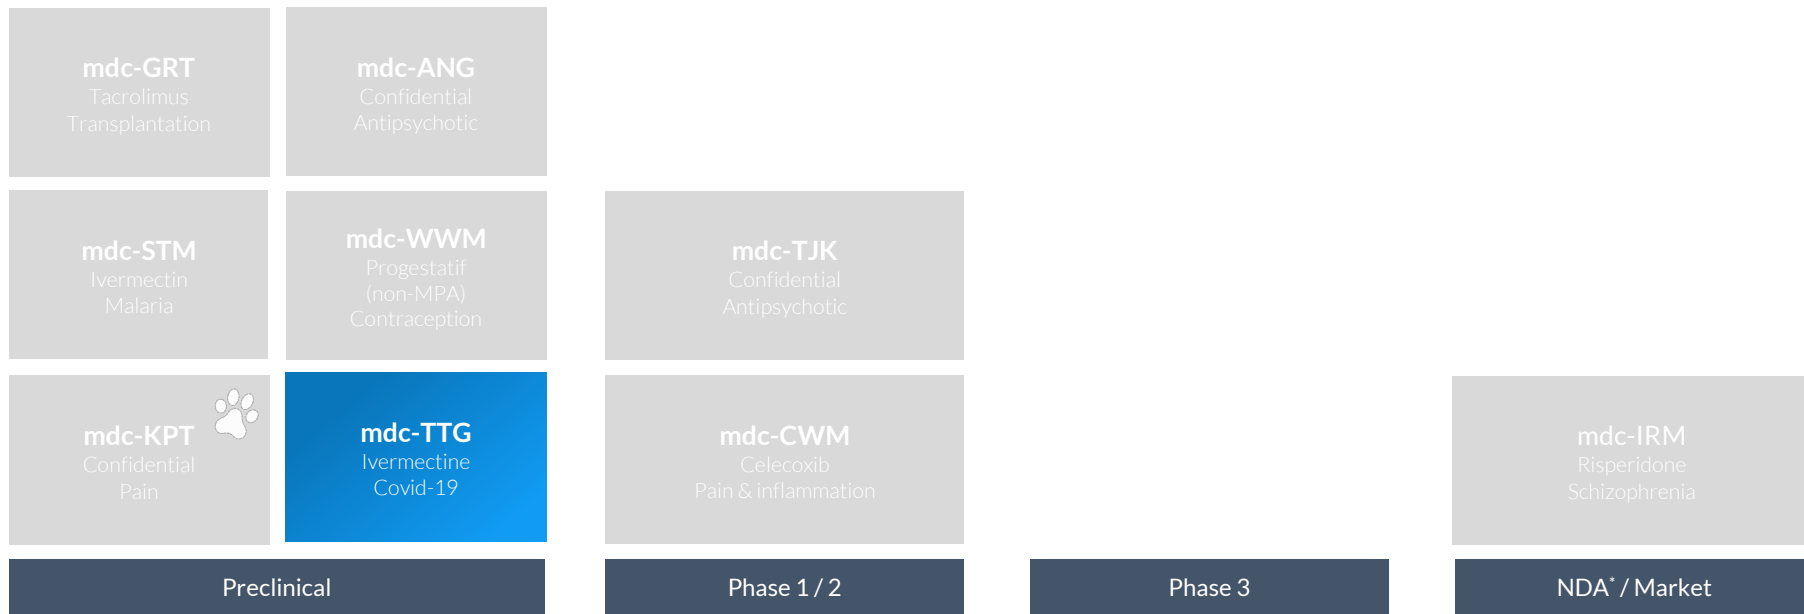 mdc-GRT
Tacrolimus
Transplantation
mdc-ANG
Confidential
Antipsychotic
mdc-STM
Ivermectin
Malaria
mdc-WWM
Progestatif
(non-MPA)
Contraception
mdc-TJK
Confidential
Antipsychotic
mdc-KPT
Confidential
Pain
mdc-TTG
Ivermectine
Covid-19
mdc-CWM
Celecoxib
Pain & inflammation
mdc-IRM
Risperidone
Schizophrenia
Preclinical
Phase 1 / 2
Phase 3
NDA* / Market